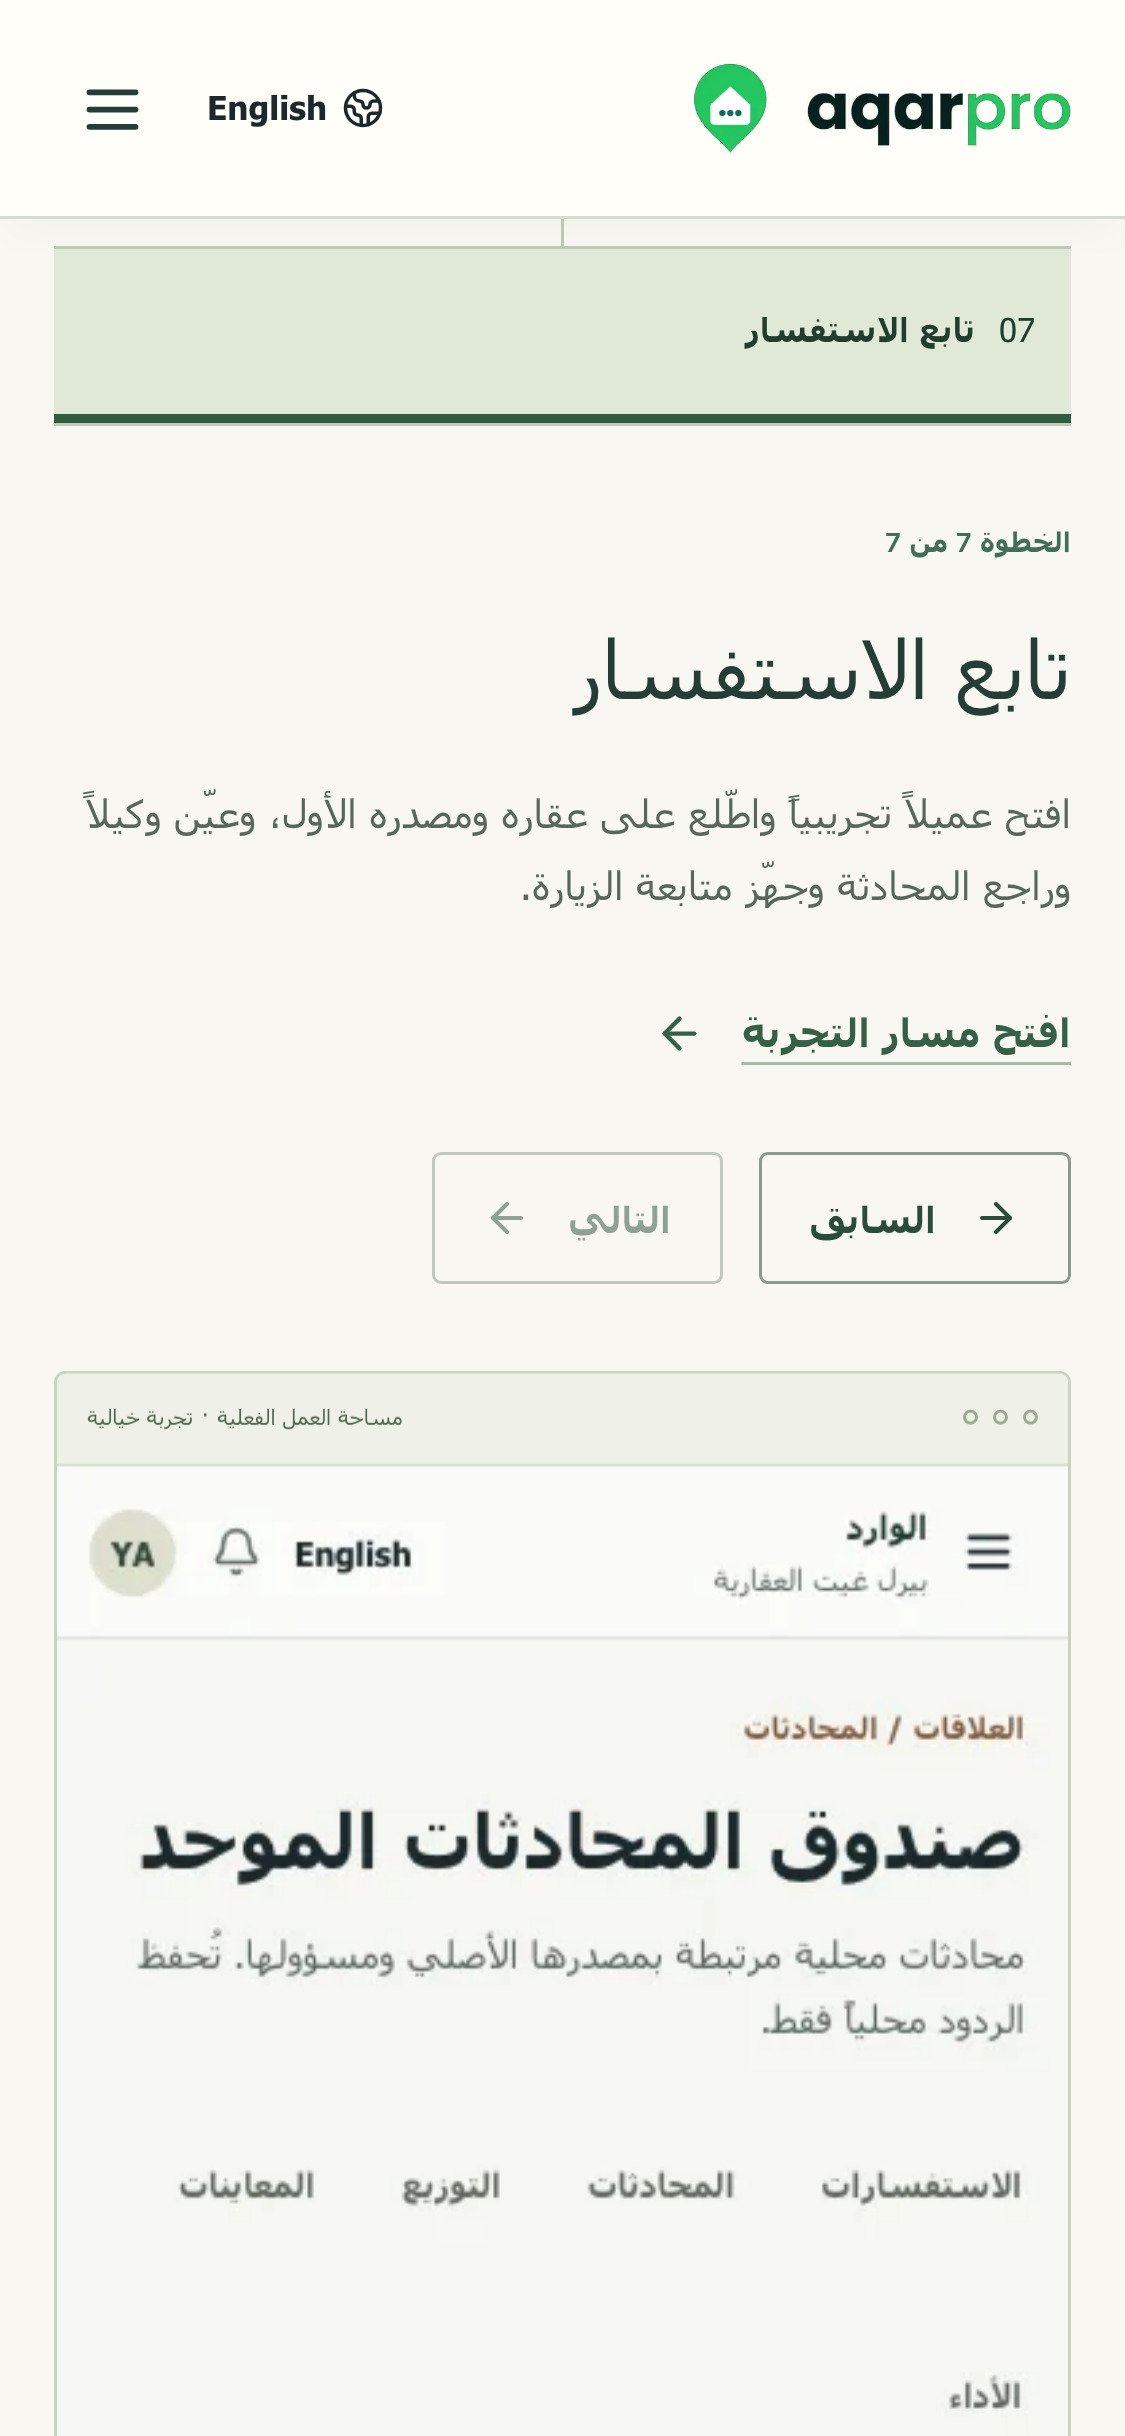 aqarpro
English
07 تابع الاستفسار
الخطوة 7 من 7
تابع الاستفسار
افتح عميلاً تجريبياً واطّلع على عقاره ومصدره الأول، وعيّن وكيلاً
وراجع المحادثة وجهّز متابعة الزيارة.
افتح مسار التجربة
السابق
التالي
مساحة العمل الفعلية · تجربة خيالية
الوارد
بيرل غيت العقارية
English
YA
العلاقات / المحادثات
صندوق المحادثات الموحد
محادثات محلية مرتبطة بمصدرها الأصلي ومسؤولها. تُحفظ
الردود محلياً فقط.
الاستفسارات
المحادثات
التوزيع
المعاينات
الأداء